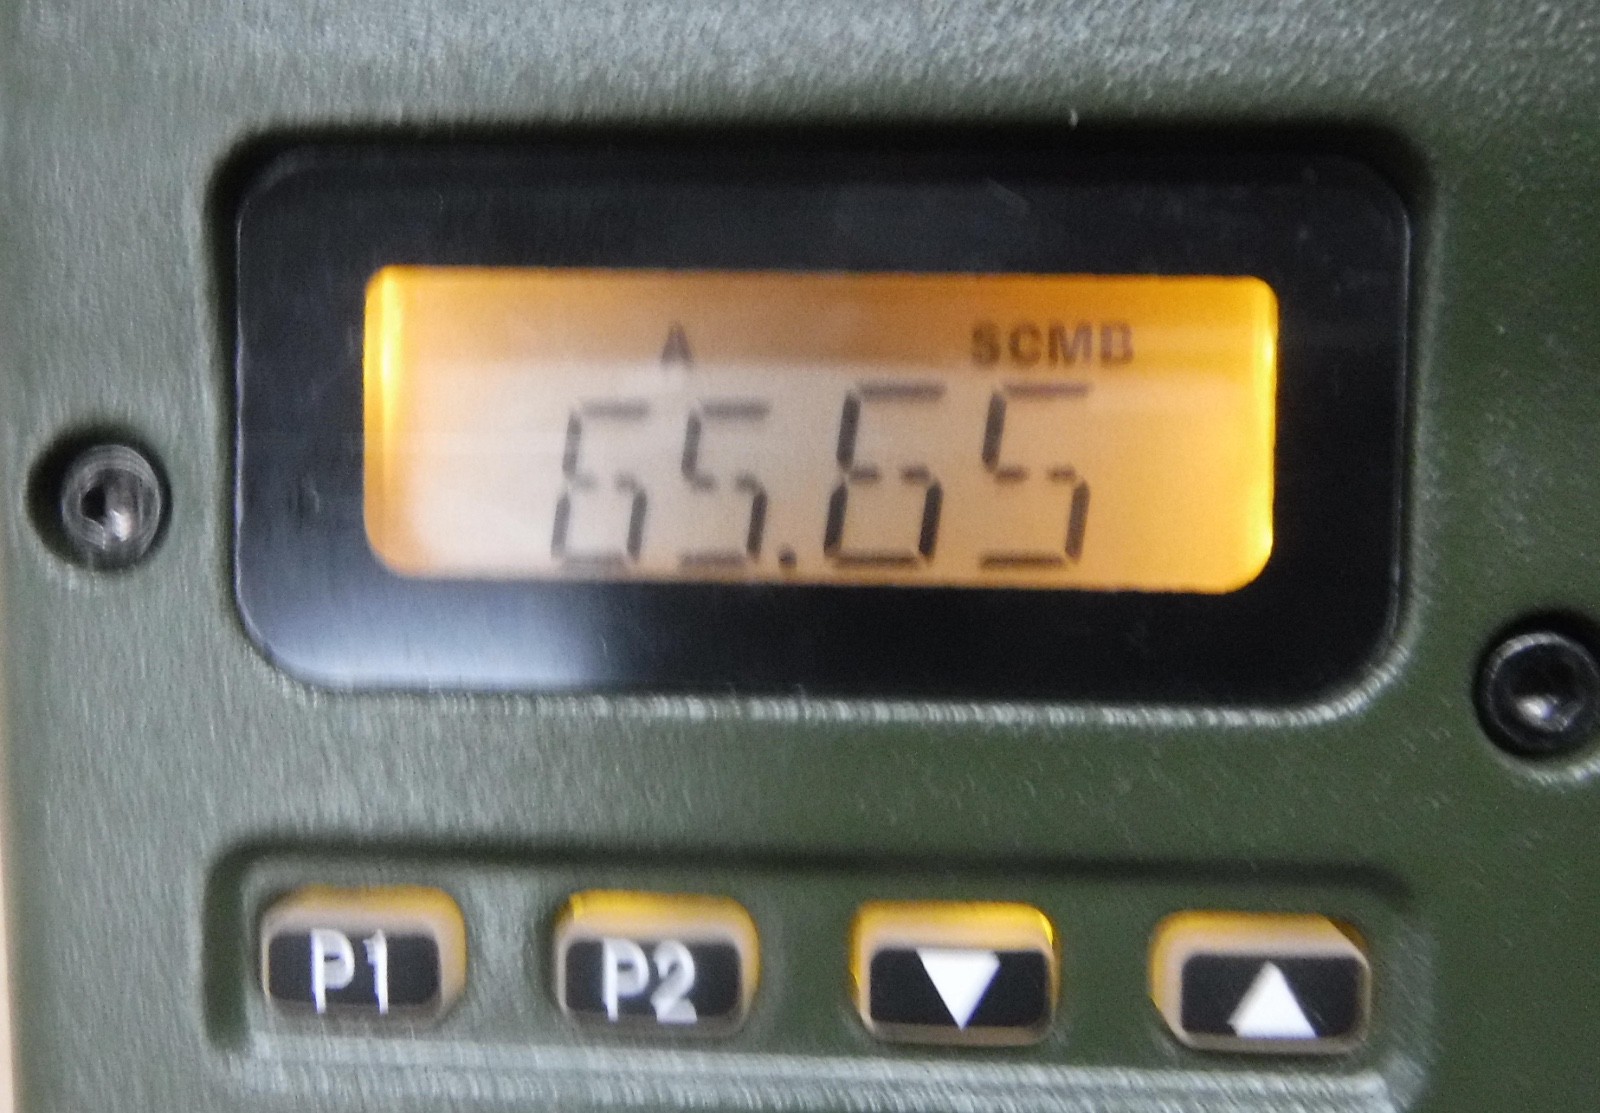 A SCMB
65.65
P1 P2 ▼ ▲